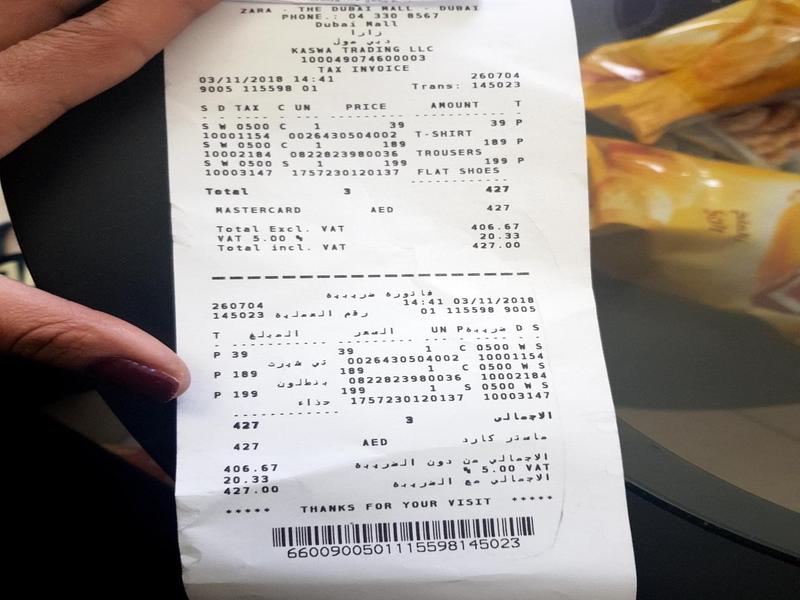 ZARA - THE DUBAI MALL - DUBAI
PHONE.: 04 330 8567
Dubai Mall
زارا
دبي مول
KASWA TRADING LLC
100049074600003
TAX INVOICE
03/11/2018 14:41 260704
9005 115598 01 Trans: 145023
S D TAX C UN PRICE AMOUNT T
S W 0500 C 1 39 39 P
10001154 0026430504002 T-SHIRT
S W 0500 C 1 189 189 P
10002184 0822823980036 TROUSERS
S W 0500 S 1 199 199 P
10003147 1757230120137 FLAT SHOES
Total 3 427
MASTERCARD AED 427
Total Excl. VAT 406.67
VAT 5.00 % 20.33
Total incl. VAT 427.00
فاتورة ضريبية
260704 14:41 03/11/2018
145023 رقم العملية 01 115598 9005
T المبلغ السعر UN P ضريبة D S
P 39 39 1 C 0500 W S
تي شيرت 0026430504002 10001154
P 189 189 1 C 0500 W S
بنطلون 0822823980036 10002184
P 199 199 1 S 0500 W S
حذاء 1757230120137 10003147
427 3 الاجمالي
427 AED ماستر كارد
406.67 الاجمالي من دون الضريبة
20.33 % 5.00 VAT
427.00 الاجمالي مع الضريبة
***** THANKS FOR YOUR VISIT *****
6600900501115598145023